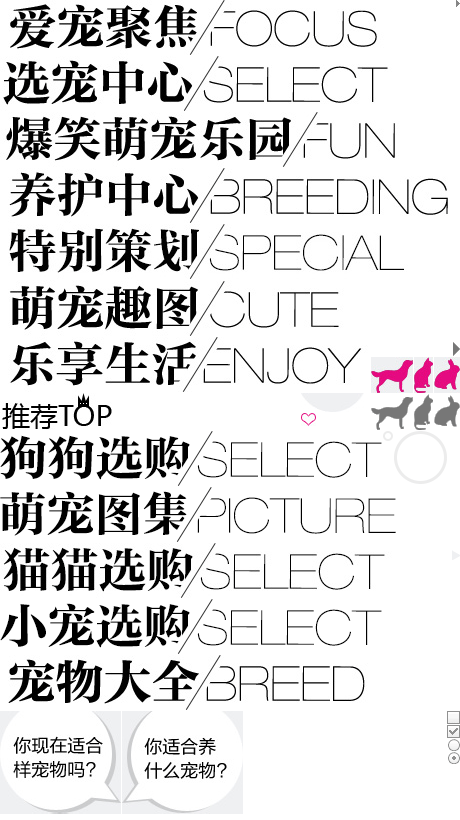 爱宠聚焦/FOCUS
选宠中心/SELECT
爆笑萌宠乐园/FUN
养护中心/BREEDING
特别策划/SPECIAL
萌宠趣图/CUTE
乐享生活/ENJOY
推荐TOP
狗狗选购/SELECT
萌宠图集/PICTURE
猫猫选购/SELECT
小宠选购/SELECT
宠物大全/BREED
你现在适合
样宠物吗?
你适合养
什么宠物?